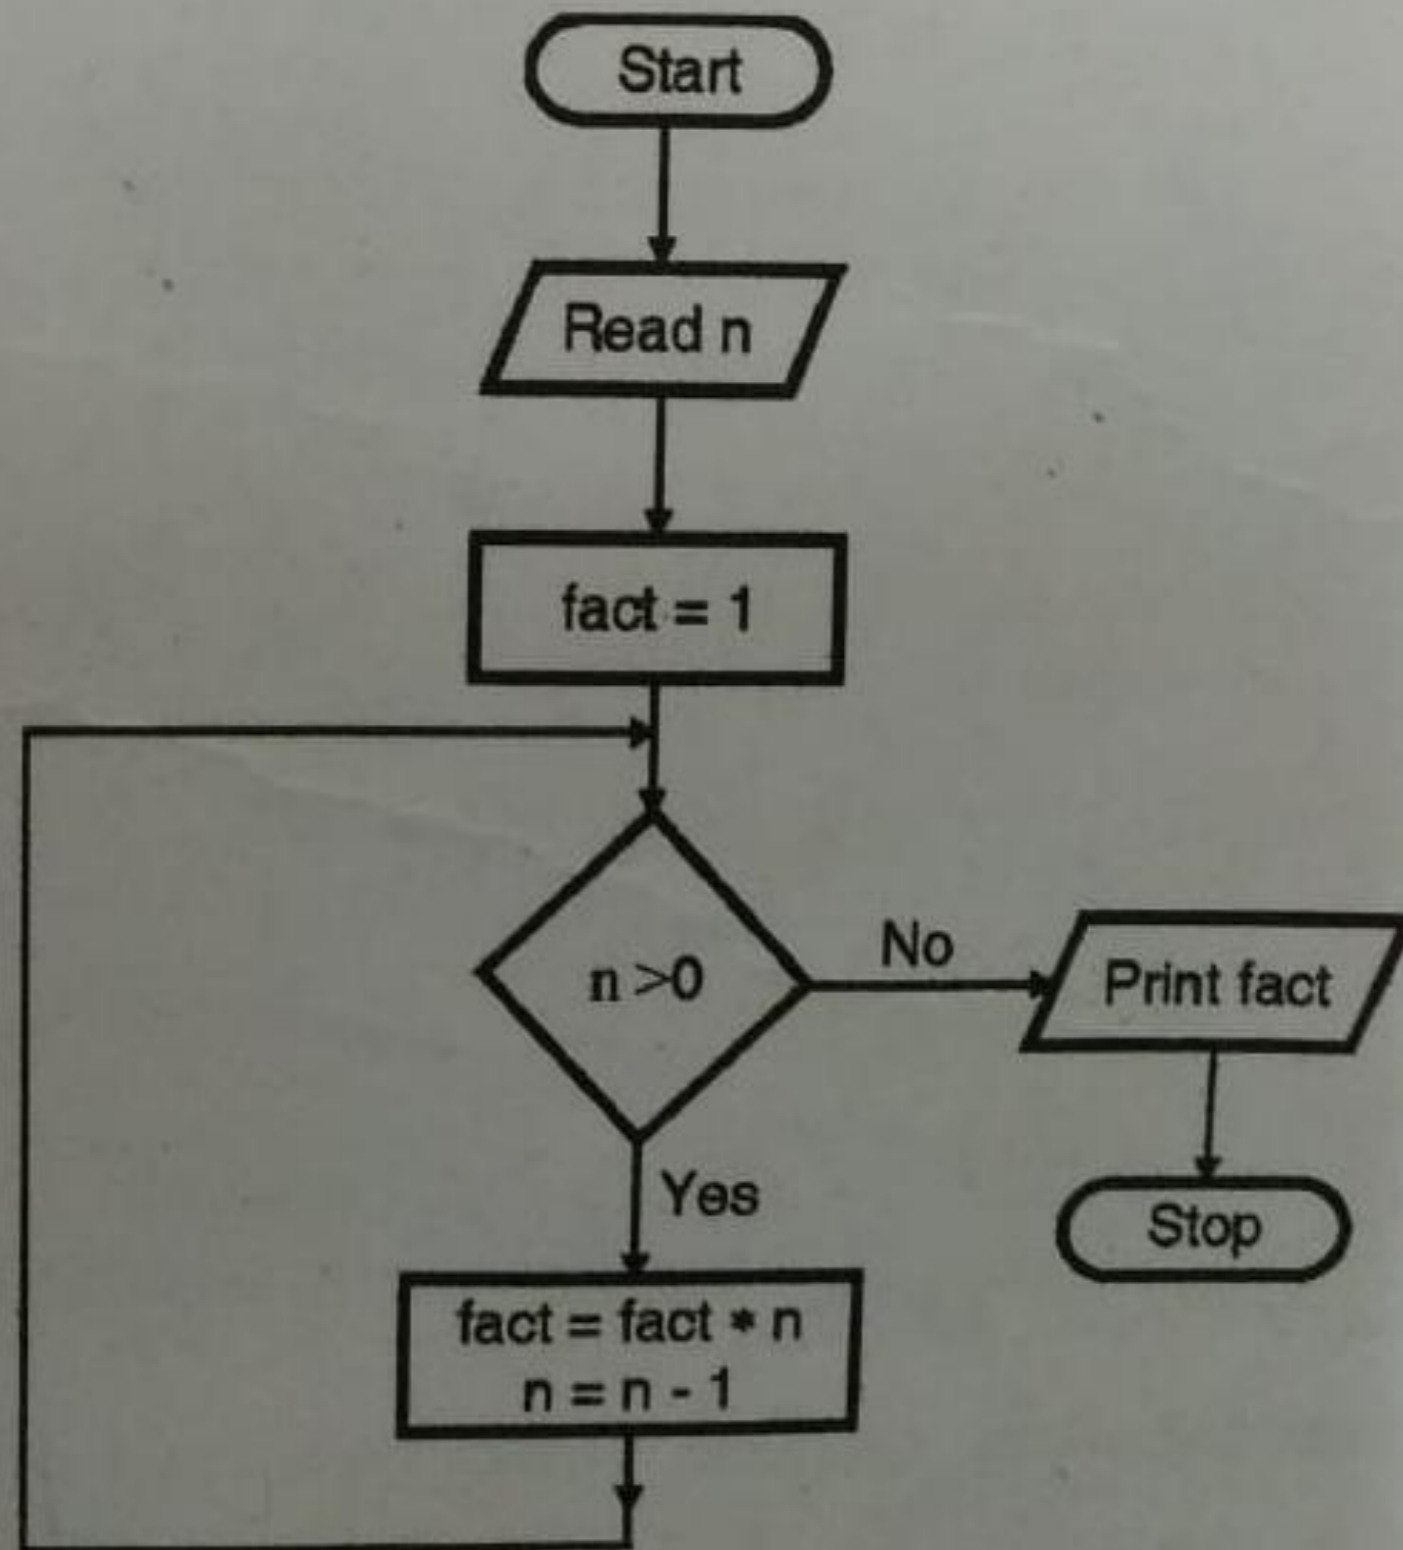 Start
Read n
fact = 1
n >0
No
Print fact
Yes
Stop
fact = fact * n
n = n - 1